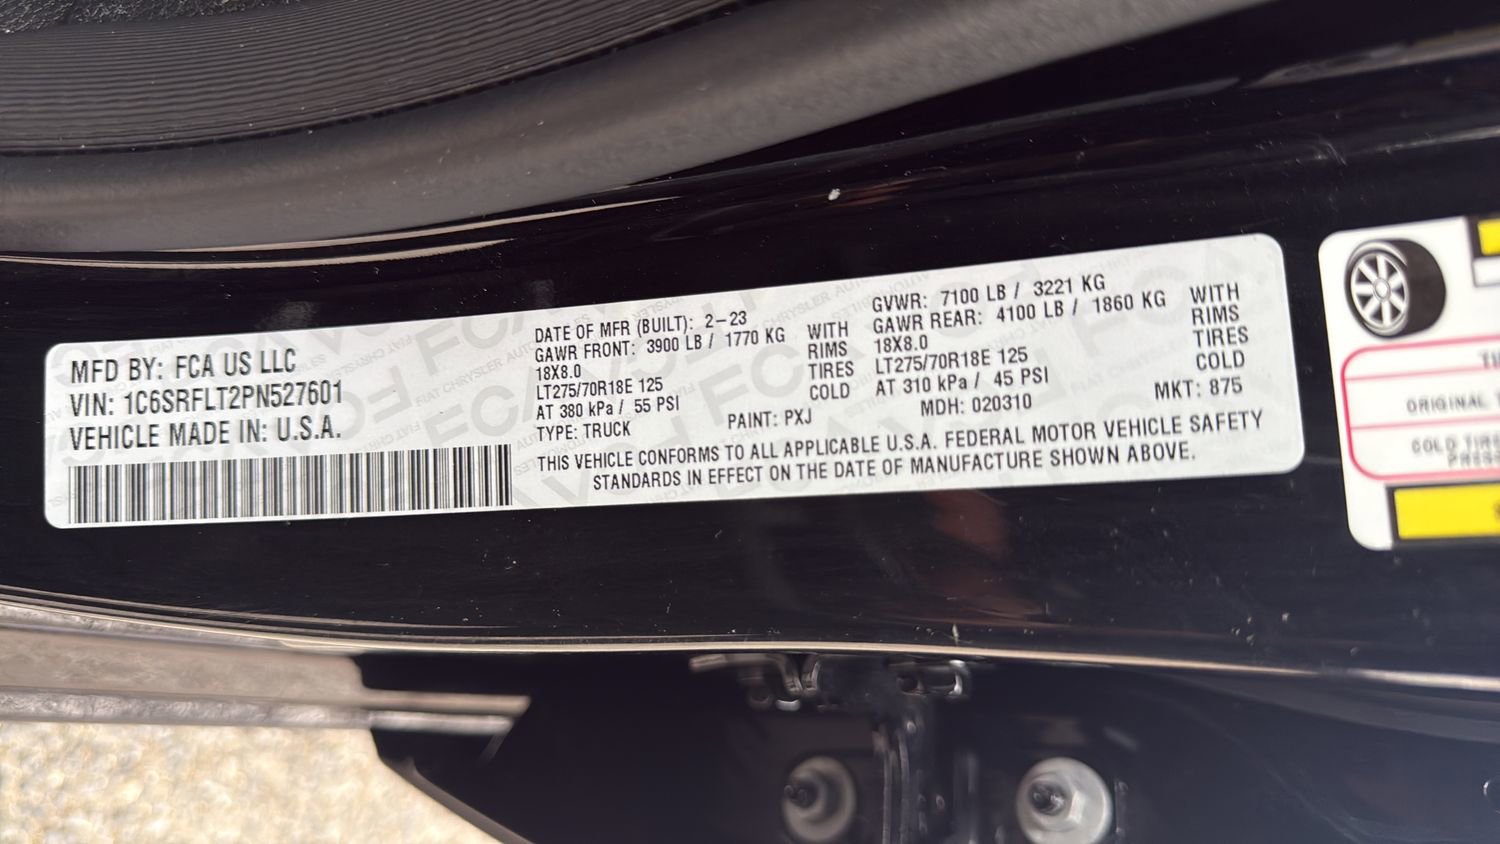 MFD BY: FCA US LLC
VIN: 1C6SRFLT2PN527601
VEHICLE MADE IN: U.S.A.
DATE OF MFR (BUILT): 2-23
GAWR FRONT: 3900 LB / 1770 KG WITH
18X8.0 RIMS
LT275/70R18E 125 TIRES
AT 380 kPa / 55 PSI COLD
TYPE: TRUCK PAINT: PXJ
GVWR: 7100 LB / 3221 KG
GAWR REAR: 4100 LB / 1860 KG WITH
18X8.0 RIMS
LT275/70R18E 125 TIRES
AT 310 kPa / 45 PSI COLD
MDH: 020310 MKT: 875
THIS VEHICLE CONFORMS TO ALL APPLICABLE U.S.A. FEDERAL MOTOR VEHICLE SAFETY
STANDARDS IN EFFECT ON THE DATE OF MANUFACTURE SHOWN ABOVE.
ORIGINAL
COLD